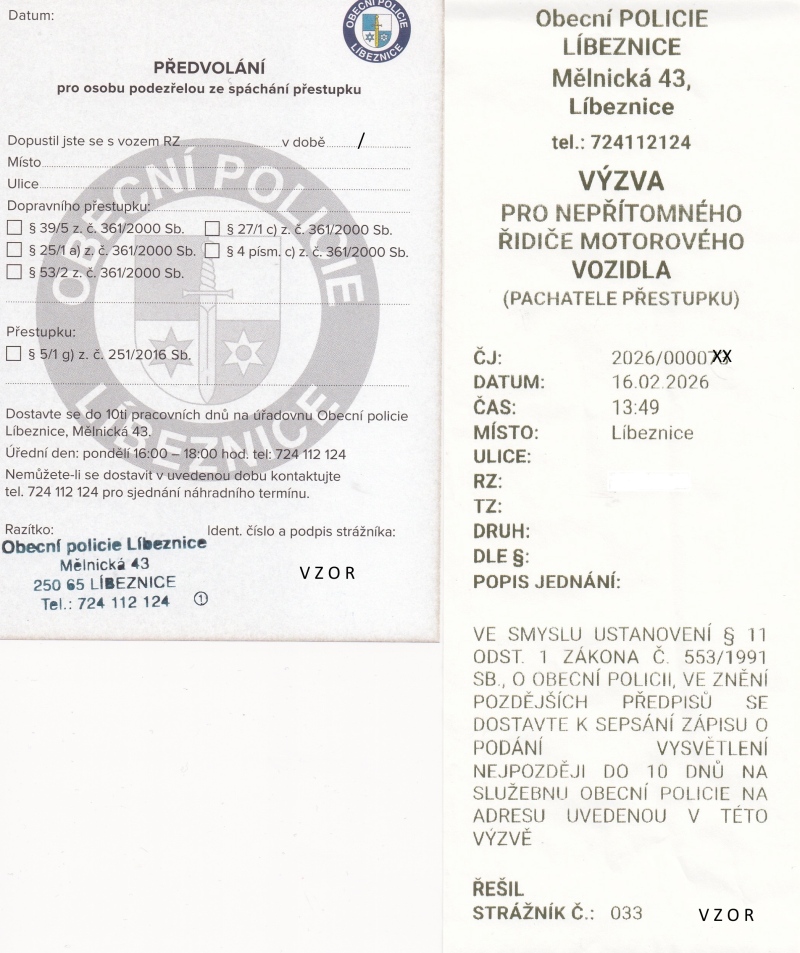 Datum:
OBECNÍ POLICIE
LÍBEZNICE
PŘEDVOLÁNÍ
pro osobu podezřelou ze spáchání přestupku
Dopustil jste se s vozem RZ v době /
Místo
Ulice
Dopravního přestupku:
§ 39/5 z. č. 361/2000 Sb. § 27/1 c) z. č. 361/2000 Sb.
§ 25/1 a) z. č. 361/2000 Sb. § 4 písm. c) z. č. 361/2000 Sb.
§ 53/2 z. č. 361/2000 Sb.
OBECNÍ POLICIE
LÍBEZNICE
Přestupku:
§ 5/1 g) z. č. 251/2016 Sb.
Dostavte se do 10ti pracovních dnů na úřadovnu Obecní policie
Líbeznice, Mělnická 43.
Úřední den: pondělí 16:00 – 18:00 hod. tel: 724 112 124
Nemůžete-li se dostavit v uvedenou dobu kontaktujte
tel. 724 112 124 pro sjednání náhradního termínu.
Razítko: Ident. číslo a podpis strážníka:
Obecní policie Líbeznice
Mělnická 43
250 65 LÍBEZNICE
Tel.: 724 112 124 1
VZOR
Obecní POLICIE
LÍBEZNICE
Mělnická 43,
Líbeznice
tel.: 724112124
VÝZVA
PRO NEPŘÍTOMNÉHO
ŘIDIČE MOTOROVÉHO
VOZIDLA
(PACHATELE PŘESTUPKU)
ČJ: 2026/0000XX
DATUM: 16.02.2026
ČAS: 13:49
MÍSTO: Líbeznice
ULICE:
RZ:
TZ:
DRUH:
DLE §:
POPIS JEDNÁNÍ:
VE SMYSLU USTANOVENÍ § 11
ODST. 1 ZÁKONA Č. 553/1991
SB., O OBECNÍ POLICII, VE ZNĚNÍ
POZDĚJŠÍCH PŘEDPISŮ SE
DOSTAVTE K SEPSÁNÍ ZÁPISU O
PODÁNÍ VYSVĚTLENÍ
NEJPOZDĚJI DO 10 DNŮ NA
SLUŽEBNU OBECNÍ POLICIE NA
ADRESU UVEDENOU V TÉTO
VÝZVĚ
ŘEŠIL
STRÁŽNÍK Č.: 033
VZOR